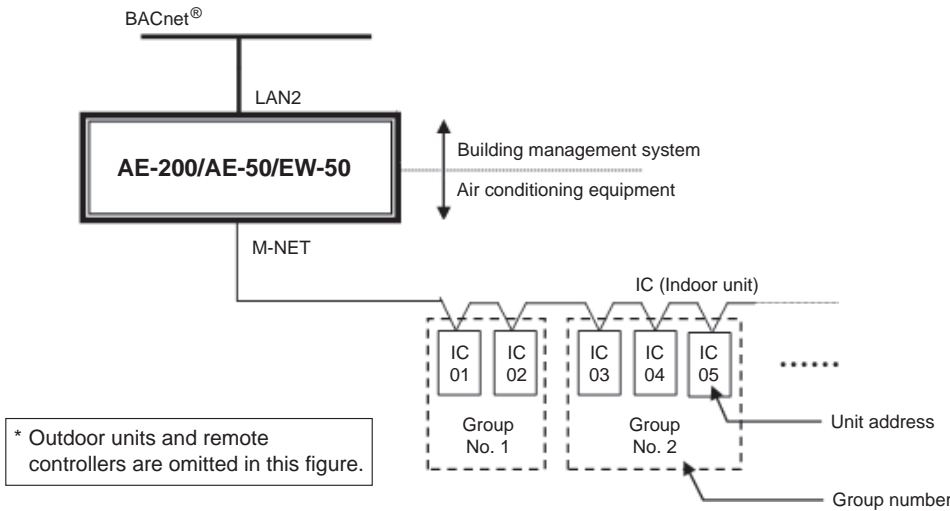 BACnet®
LAN2
AE-200/AE-50/EW-50
Building management system
Air conditioning equipment
M-NET
IC (Indoor unit)
IC
01
IC
02
IC
03
IC
04
IC
05
......
Group
No. 1
Group
No. 2
Unit address
Group number
* Outdoor units and remote
controllers are omitted in this figure.